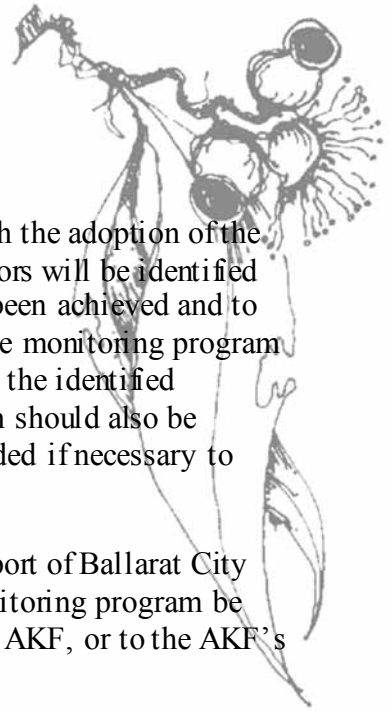 h the adoption of the
ors will be identified
been achieved and to
e monitoring program
the identified
n should also be
ded if necessary to
port of Ballarat City
itoring program be
AKF, or to the AKF's